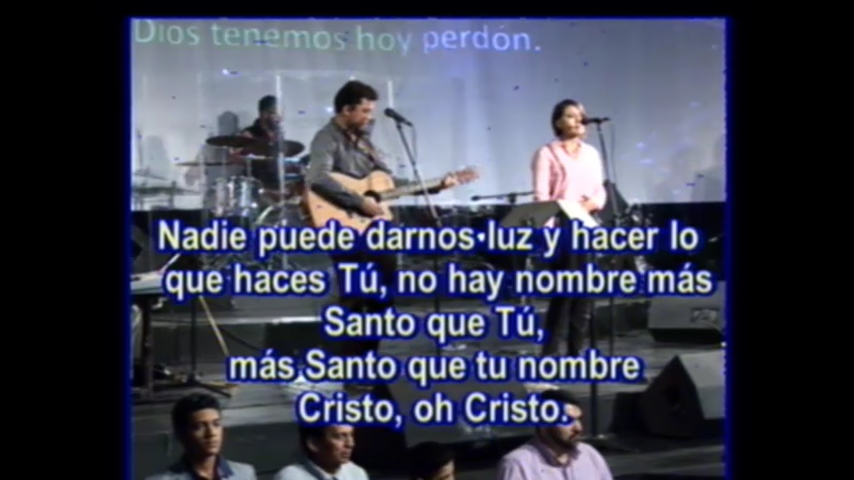 Dios tenemos hoy perdón.
Nadie puede darnos luz y hacer lo
que haces Tú, no hay nombre más
Santo que Tú,
más Santo que tu nombre
Cristo, oh Cristo.